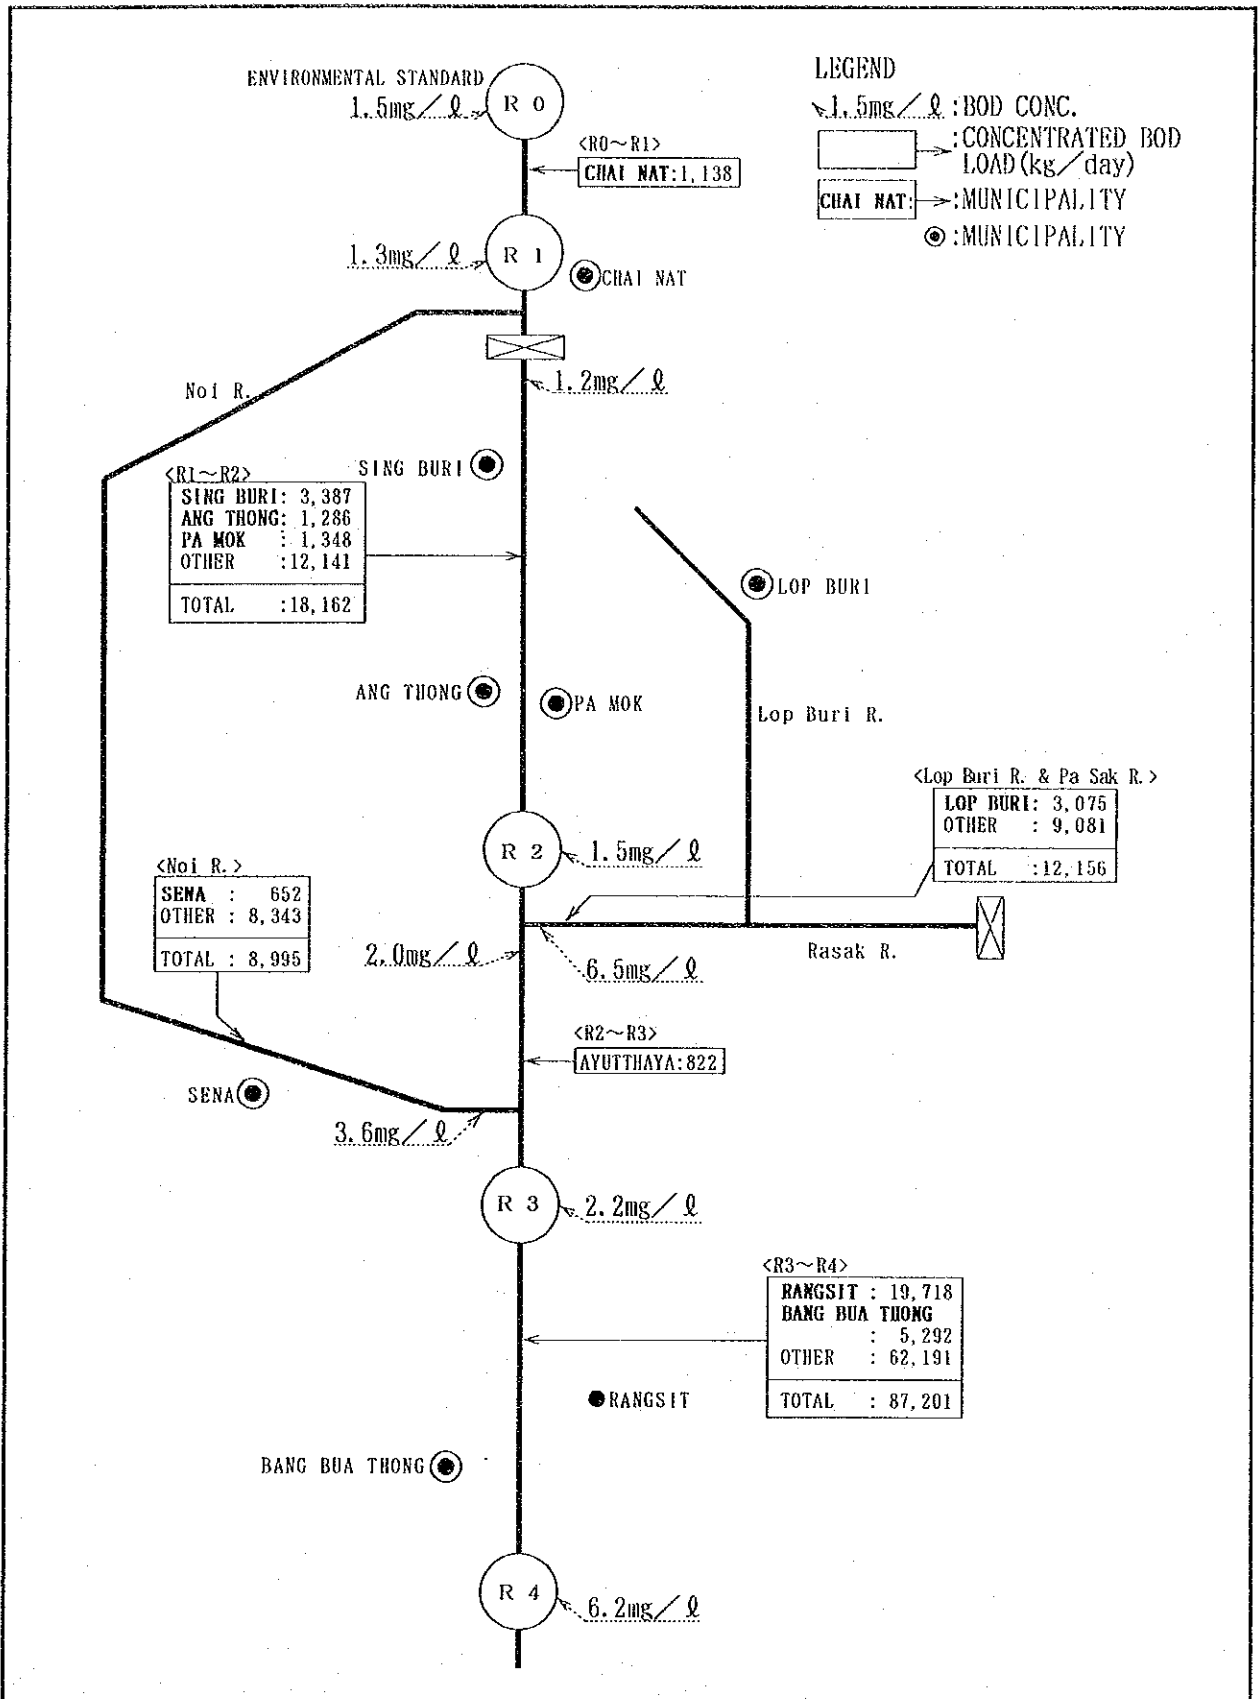 ENVIRONMENTAL STANDARD
1.5mg/ℓ
R 0
LEGEND
1.5mg/ℓ :BOD CONC.
:CONCENTRATED BOD
LOAD(kg/day)
CHAI NAT: :MUNICIPALITY
:MUNICIPALITY
<R0~R1>
CHAI NAT:1,138
1.3mg/ℓ
R 1
CHAI NAT
1.2mg/ℓ
Noi R.
SING BURI
<R1~R2>
SING BURI: 3,387
ANG THONG: 1,286
PA MOK : 1,348
OTHER :12,141
TOTAL :18,162
LOP BURI
ANG THONG
PA MOK
Lop Buri R.
<Lop Buri R. & Pa Sak R.>
LOP BURI: 3,075
OTHER : 9,081
TOTAL :12,156
R 2
1.5mg/ℓ
<Noi R.>
SENA : 652
OTHER : 8,343
TOTAL : 8,995
2.0mg/ℓ
6.5mg/ℓ
Rasak R.
<R2~R3>
AYUTTHAYA:822
SENA
3.6mg/ℓ
R 3
2.2mg/ℓ
<R3~R4>
RANGSIT : 19,718
BANG BUA THONG
: 5,292
OTHER : 62,191
TOTAL : 87,201
RANGSIT
BANG BUA THONG
R 4
6.2mg/ℓ